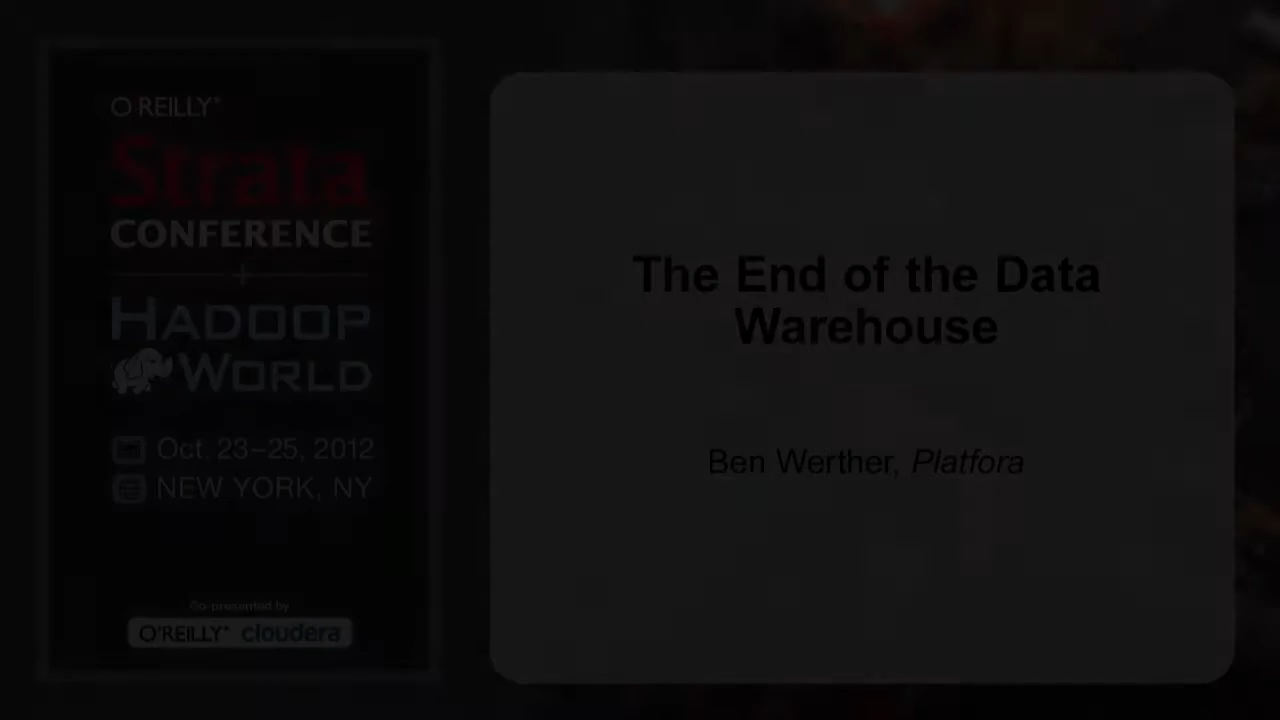 O'REILLY®
Strata
CONFERENCE
+
HADOOP
WORLD
Oct. 23–25, 2012
NEW YORK, NY
Co-presented by
O'REILLY® cloudera
The End of the Data
Warehouse
Ben Werther, Platfora